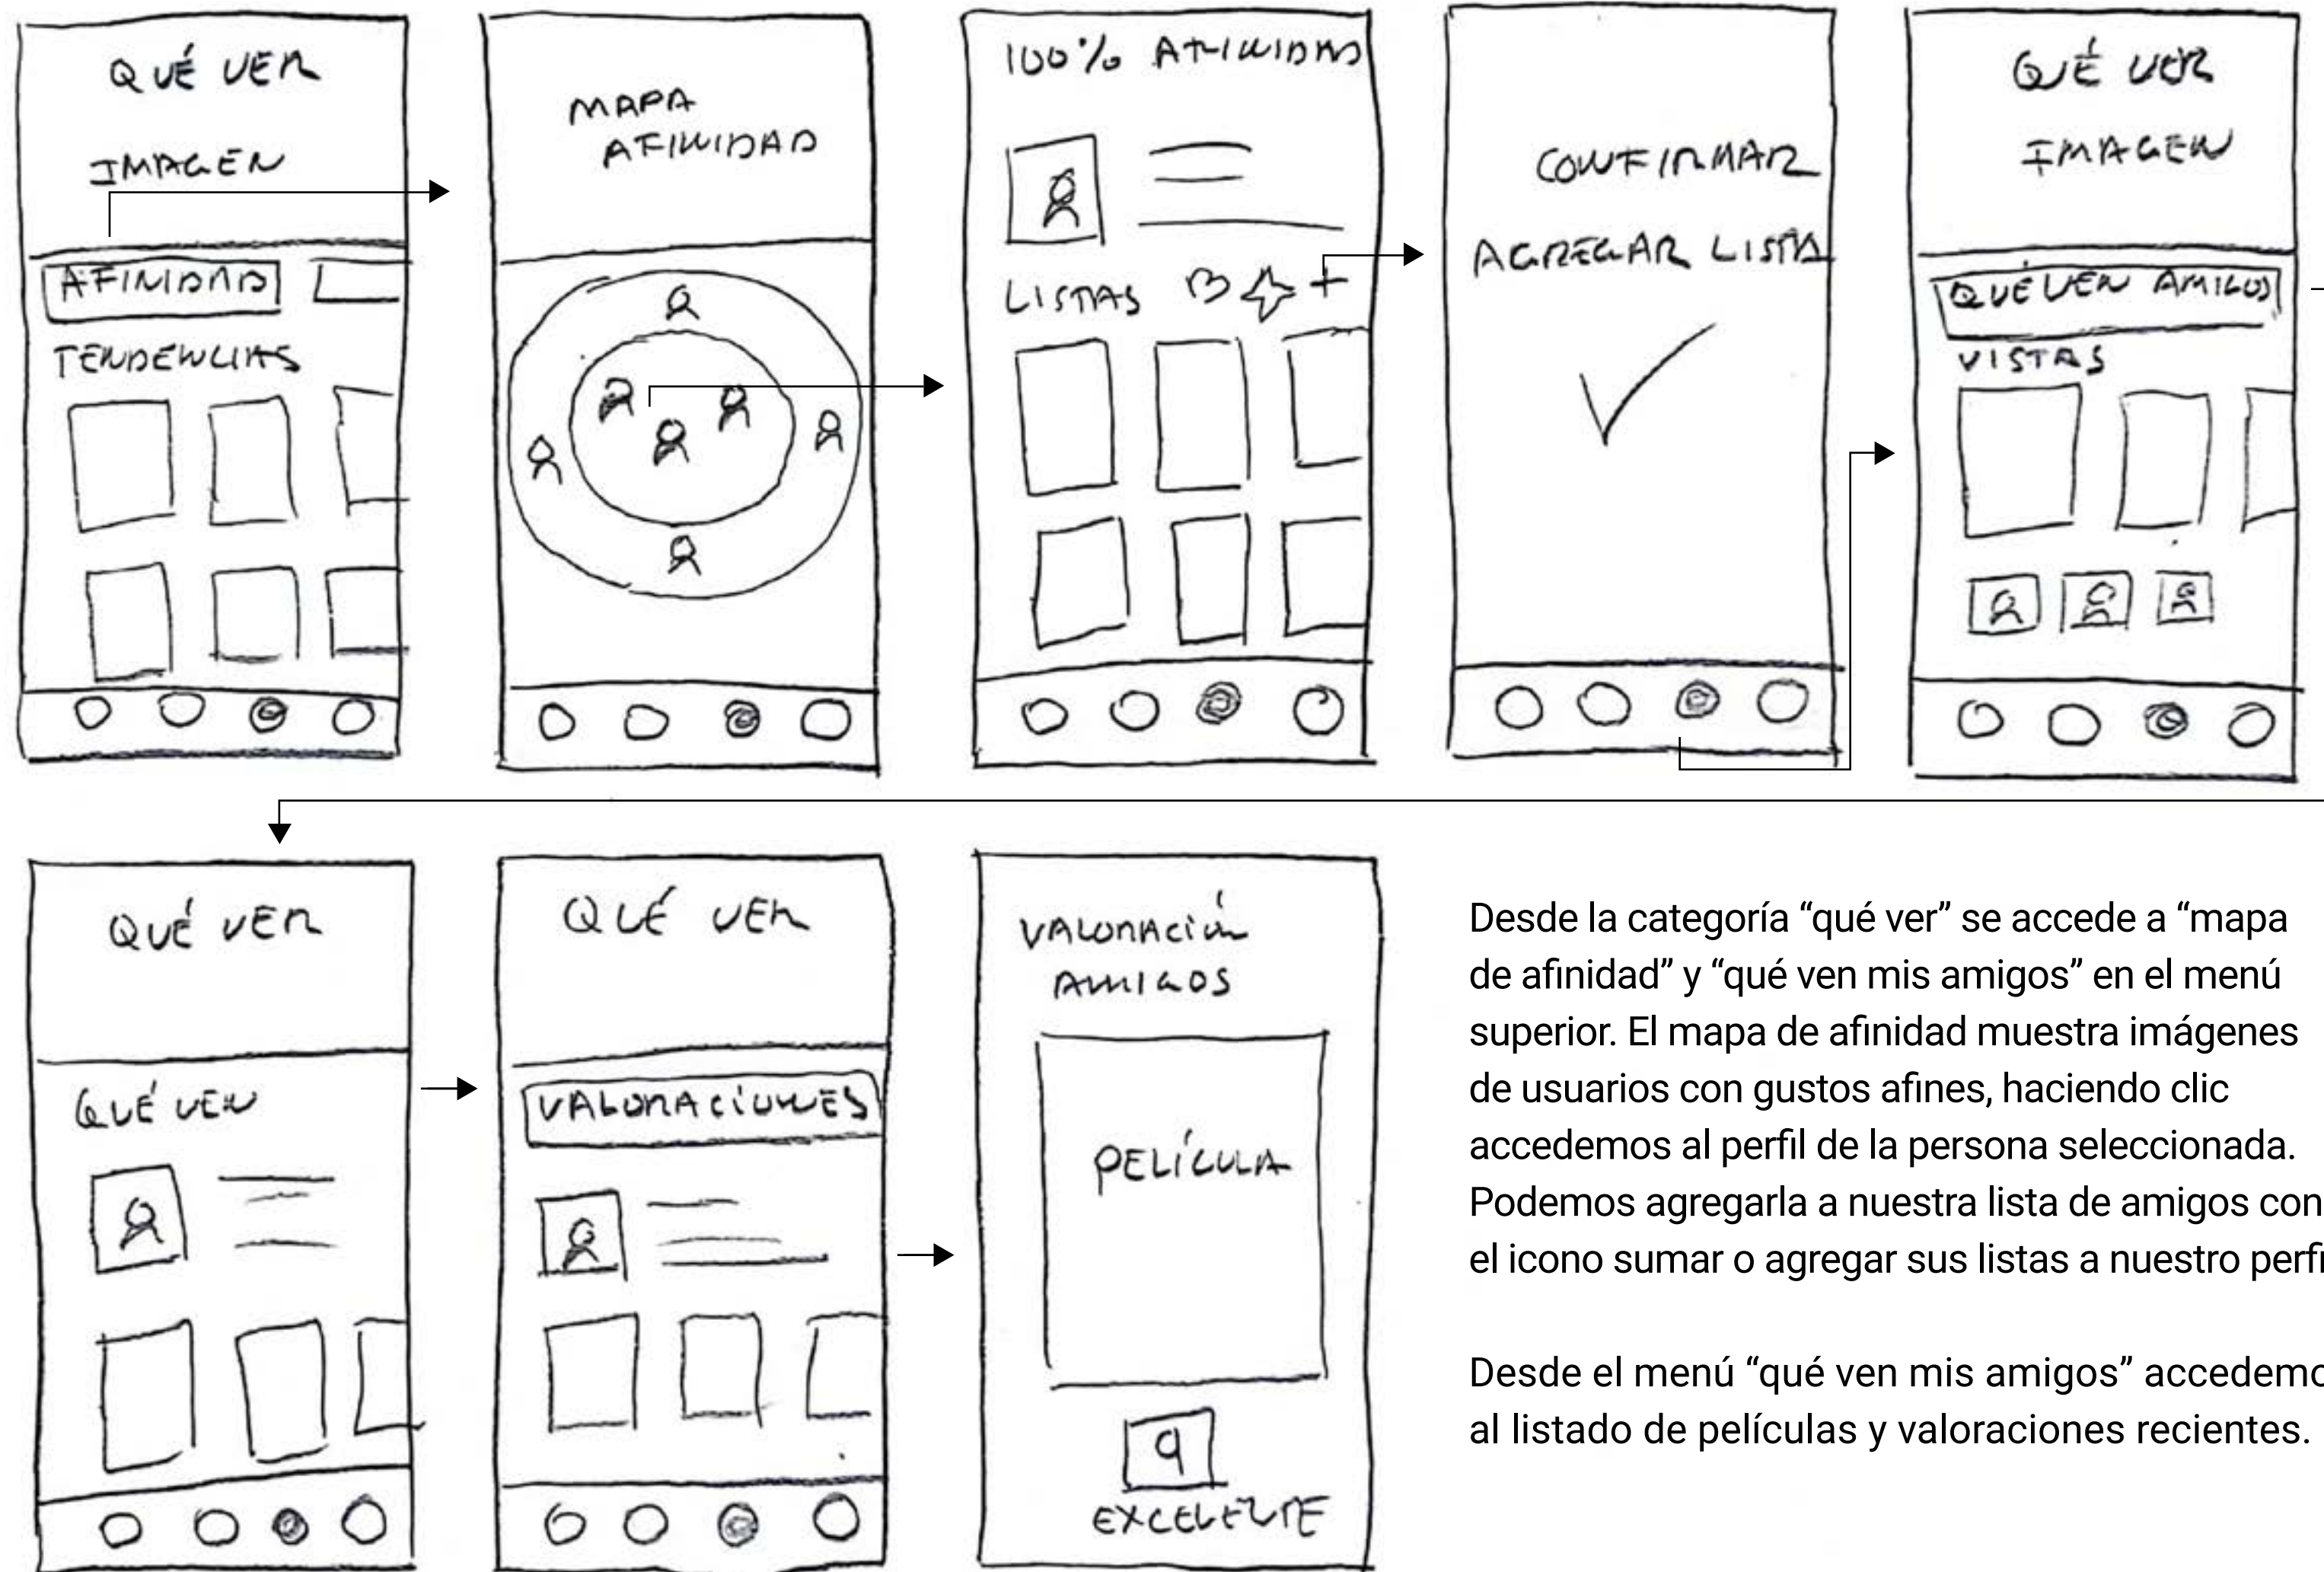 QUÉ VER
IMAGEN
AFINIDAD
TENDENCIAS
MAPA
AFINIDAD
100% AFINIDAD
LISTAS
CONFIRMAR
AGREGAR LISTA
QUÉ VER
IMAGEN
QUÉ VEN AMIGOS
VISTAS
QUÉ VER
QUÉ VEN
QUÉ VER
VALORACIONES
VALORACIÓN
AMIGOS
PELÍCULA
9
EXCELENTE
Desde la categoría “qué ver” se accede a “mapa
de afinidad” y “qué ven mis amigos” en el menú
superior. El mapa de afinidad muestra imágenes
de usuarios con gustos afines, haciendo clic
accedemos al perfil de la persona seleccionada.
Podemos agregarla a nuestra lista de amigos con
el icono sumar o agregar sus listas a nuestro perfi
Desde el menú “qué ven mis amigos” accedemo
al listado de películas y valoraciones recientes.